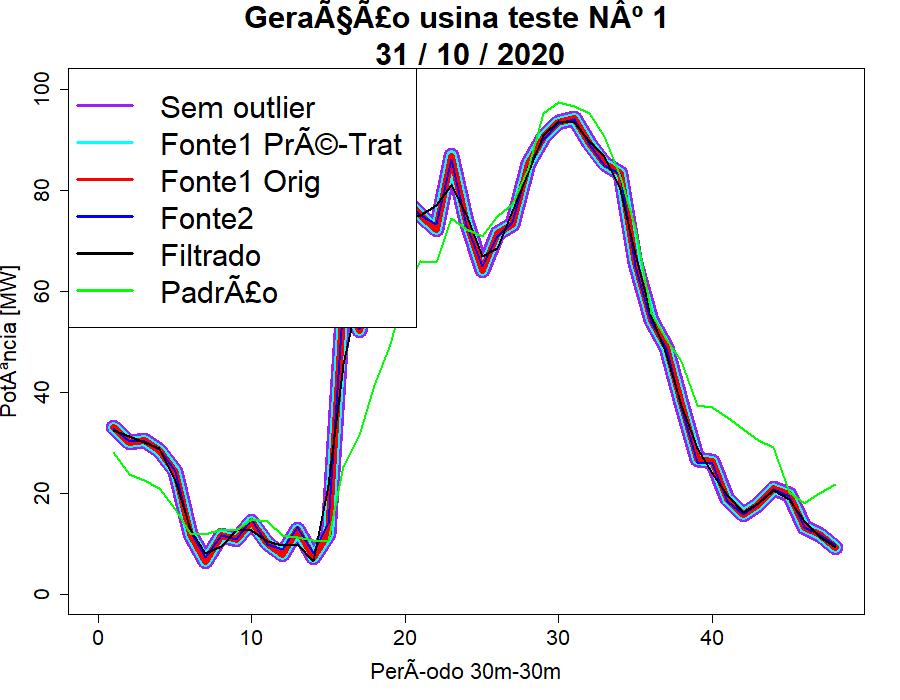 GeraÃ§Ã£o usina teste NÂº 1
31 / 10 / 2020
Sem outlier
Fonte1 PrÃ©-Trat
Fonte1 Orig
Fonte2
Filtrado
PadrÃ£o
PotÃªncia [MW]
100
80
60
40
20
0
0 10 20 30 40
PerÃ­odo 30m-30m